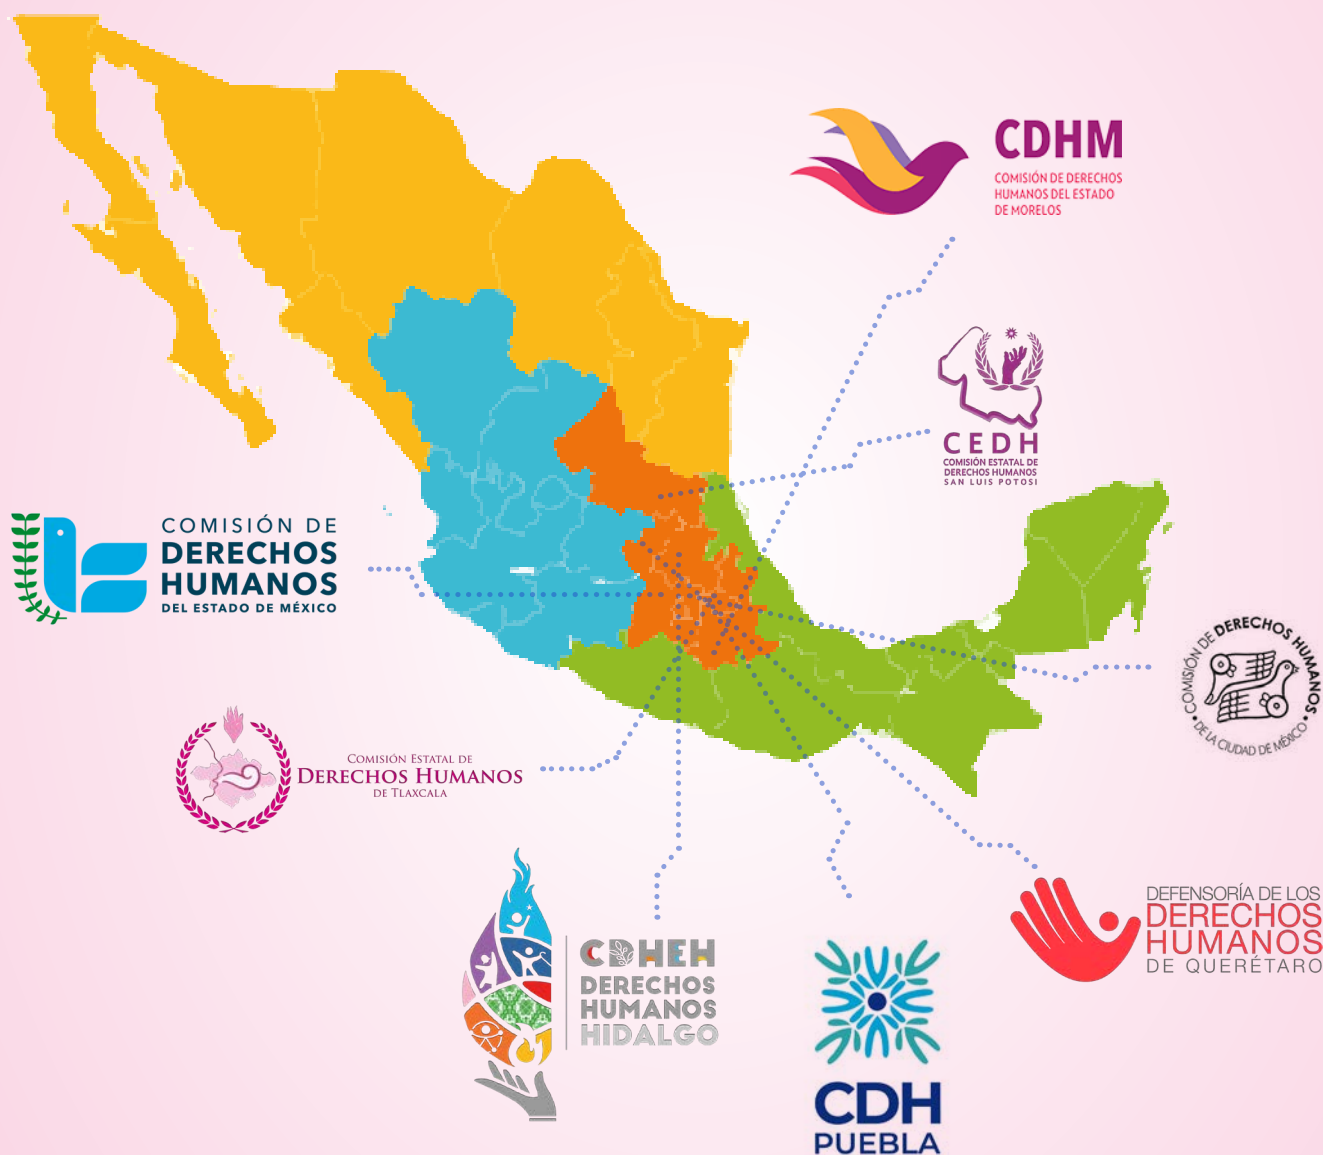 CDHM
COMISIÓN DE DERECHOS
HUMANOS DEL ESTADO
DE MORELOS
CEDH
COMISIÓN ESTATAL DE
DERECHOS HUMANOS
SAN LUIS POTOSI
COMISIÓN DE
DERECHOS
HUMANOS
DEL ESTADO DE MÉXICO
COMISIÓN DE DERECHOS HUMANOS
DE LA CIUDAD DE MÉXICO
COMISIÓN ESTATAL DE
DERECHOS HUMANOS
DE TLAXCALA
DEFENSORÍA DE LOS
DERECHOS
HUMANOS
DE QUERÉTARO
CDHEH
DERECHOS
HUMANOS
HIDALGO
CDH
PUEBLA